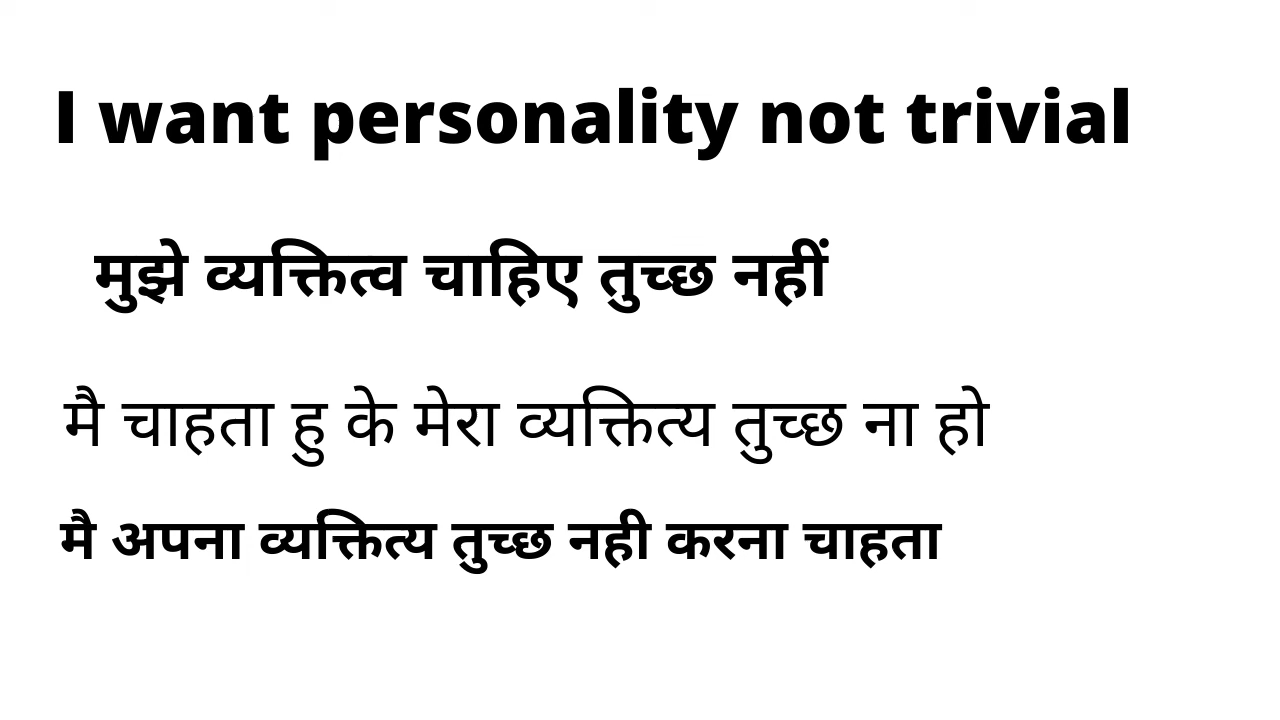 I want personality not trivial
मुझे व्यक्तित्व चाहिए तुच्छ नहीं
मै चाहता हु के मेरा व्यक्तित्य तुच्छ ना हो
मै अपना व्यक्तित्य तुच्छ नही करना चाहता